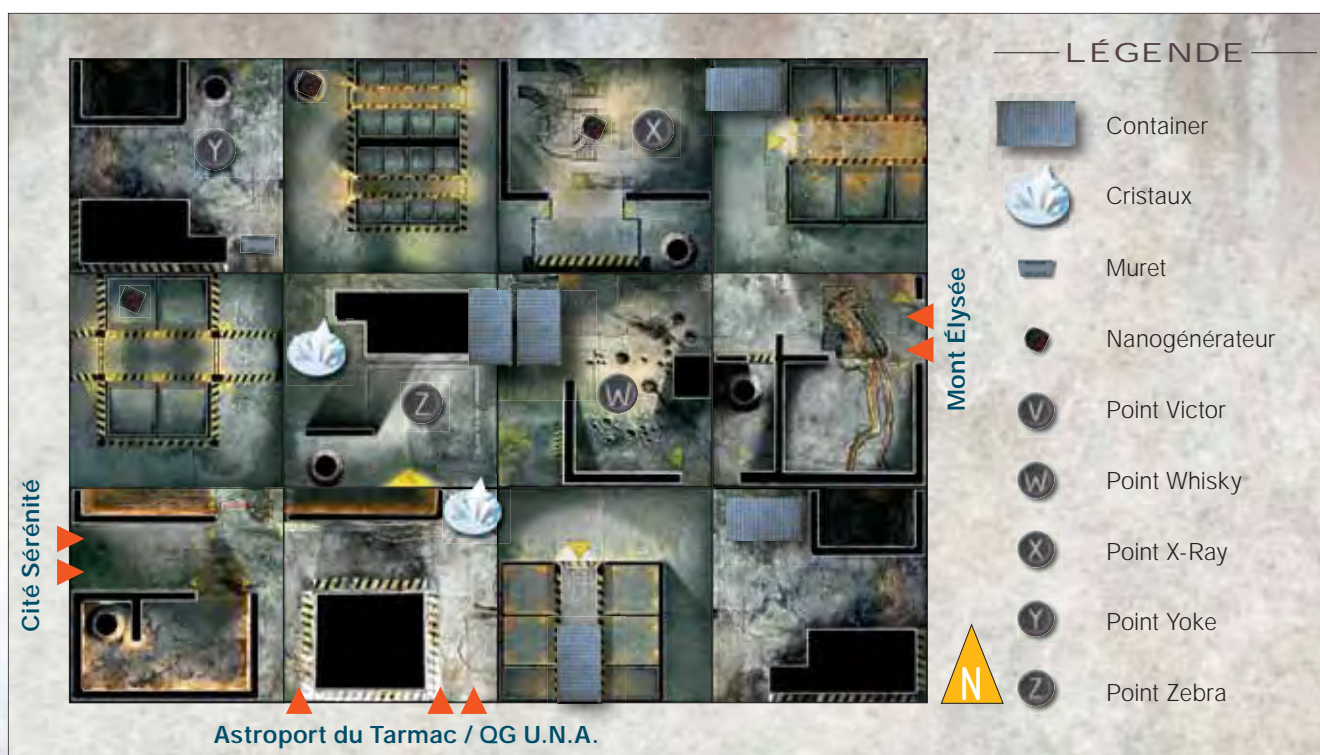 LÉGENDE
Container
Cristaux
Muret
Nanogénérateur
V Point Victor
W Point Whisky
X Point X-Ray
Y Point Yoke
Z Point Zebra
N
Y
X
Z
W
Mont Élysée
Cité Sérénité
Astroport du Tarmac / QG U.N.A.